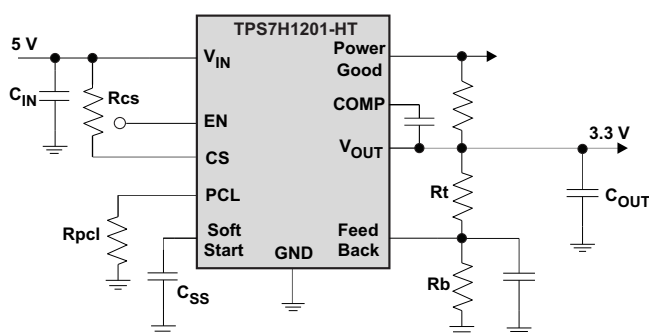 TPS7H1201-HT
5 V
V_IN
Power
Good
C_IN
Rcs
COMP
EN
V_OUT
3.3 V
CS
PCL
Rt
C_OUT
Rpcl
Soft
Start
Feed
Back
GND
Rb
C_SS